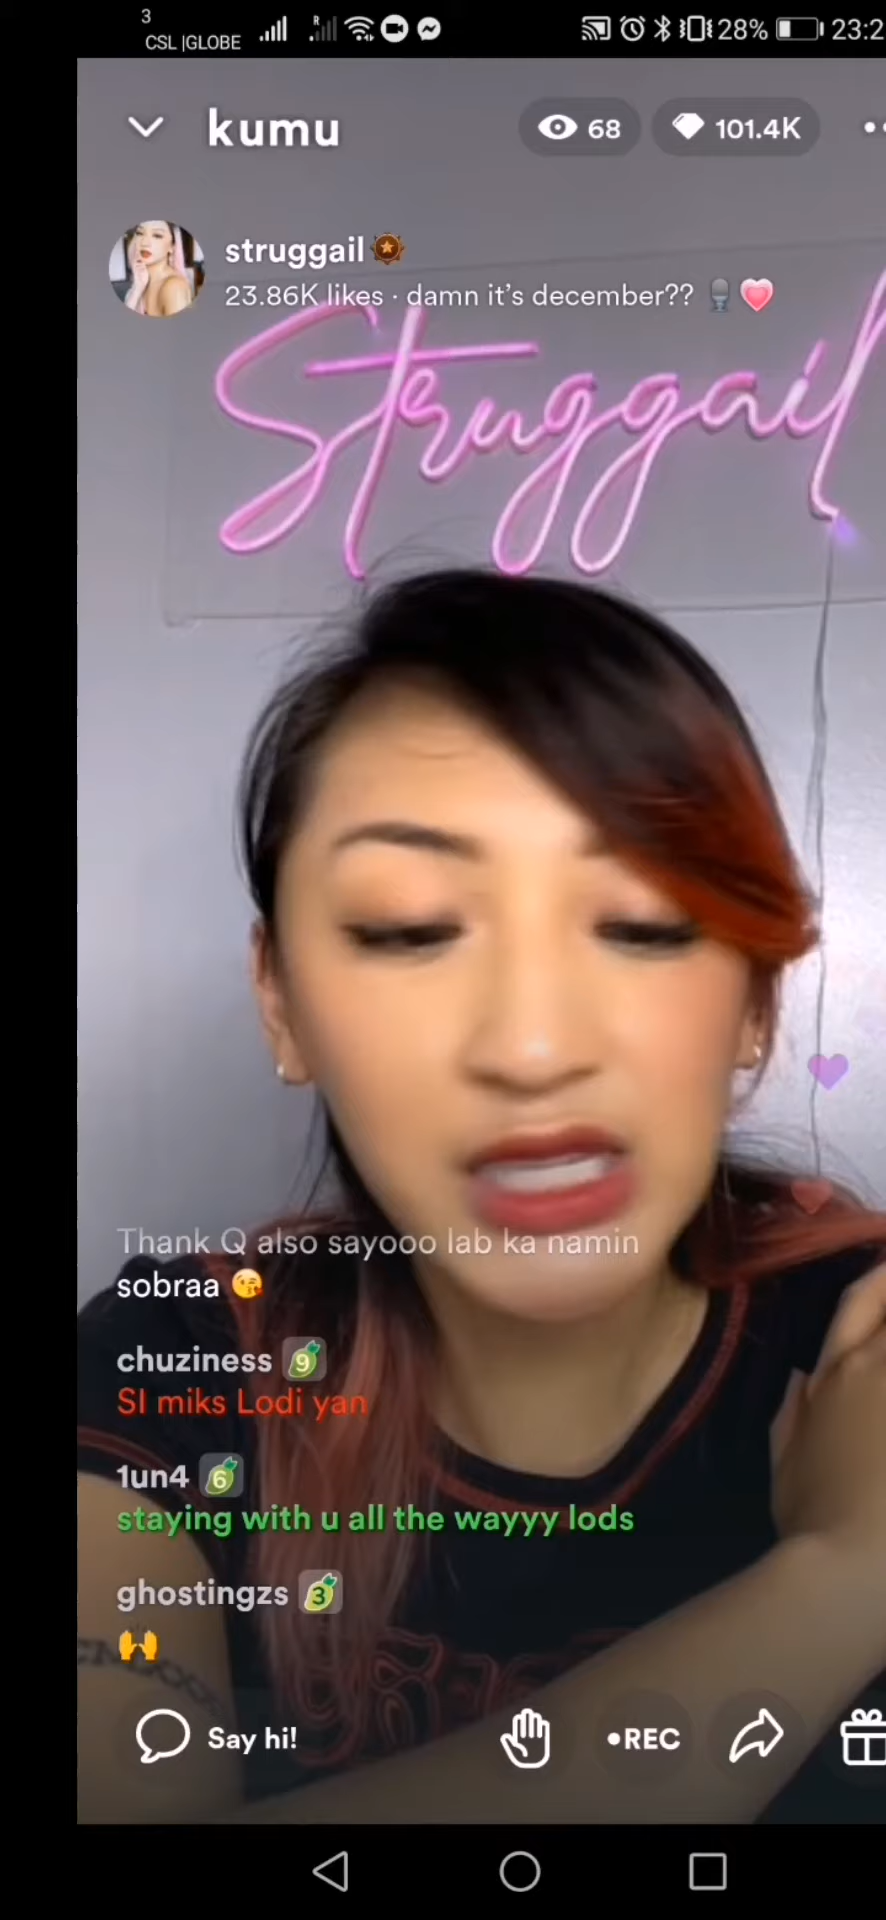 3
CSL |GLOBE
R
28%
23:2
kumu
68
101.4K
struggail
23.86K likes · damn it's december??
Struggail
Thank Q also sayooo lab ka namin
sobraa
chuziness 9
SI miks Lodi yan
1un4 6
staying with u all the wayyy lods
ghostingzs 3
Say hi!
•REC